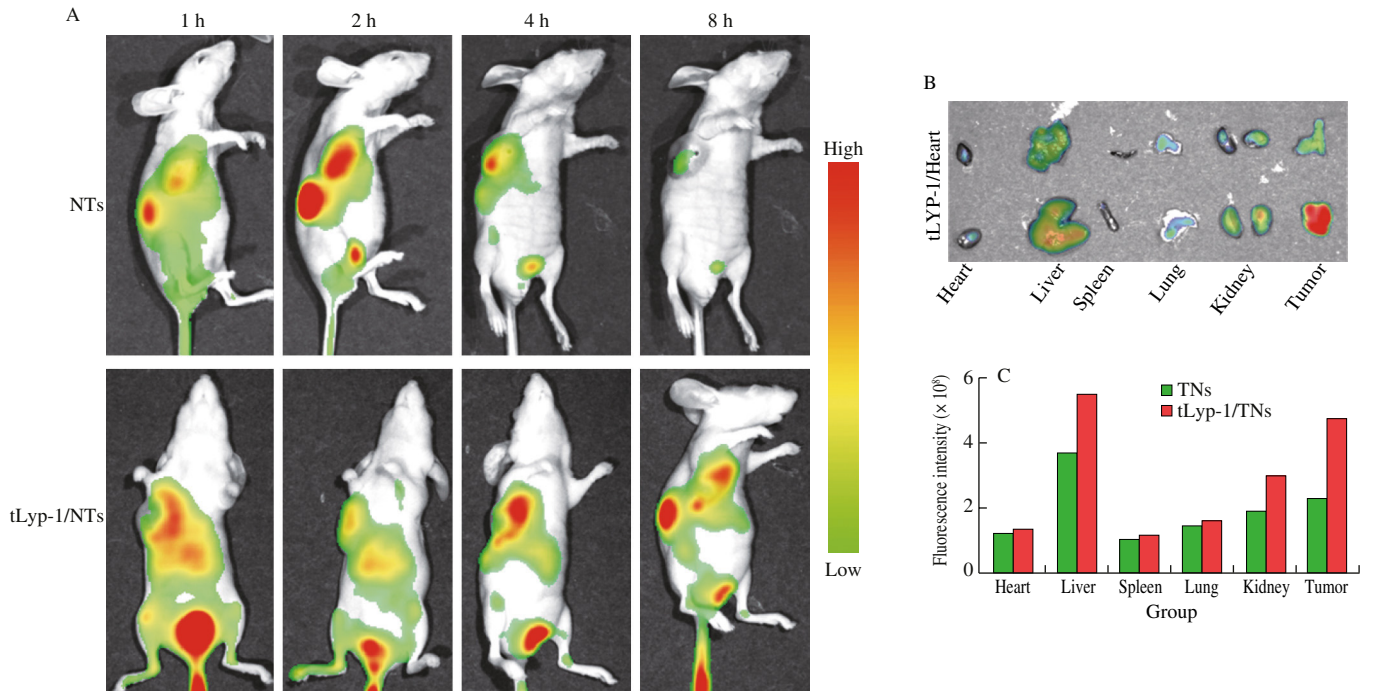 A
1 h 2 h 4 h 8 h
NTs
tLyp-1/NTs
High
Low
B
tLYP-1/Heart
Heart Liver Spleen Lung Kidney Tumor
C
TNs
tLyp-1/TNs
Fluorescence intensity (× 10⁸)
6
4
2
0
Heart Liver Spleen Lung Kidney Tumor
Group